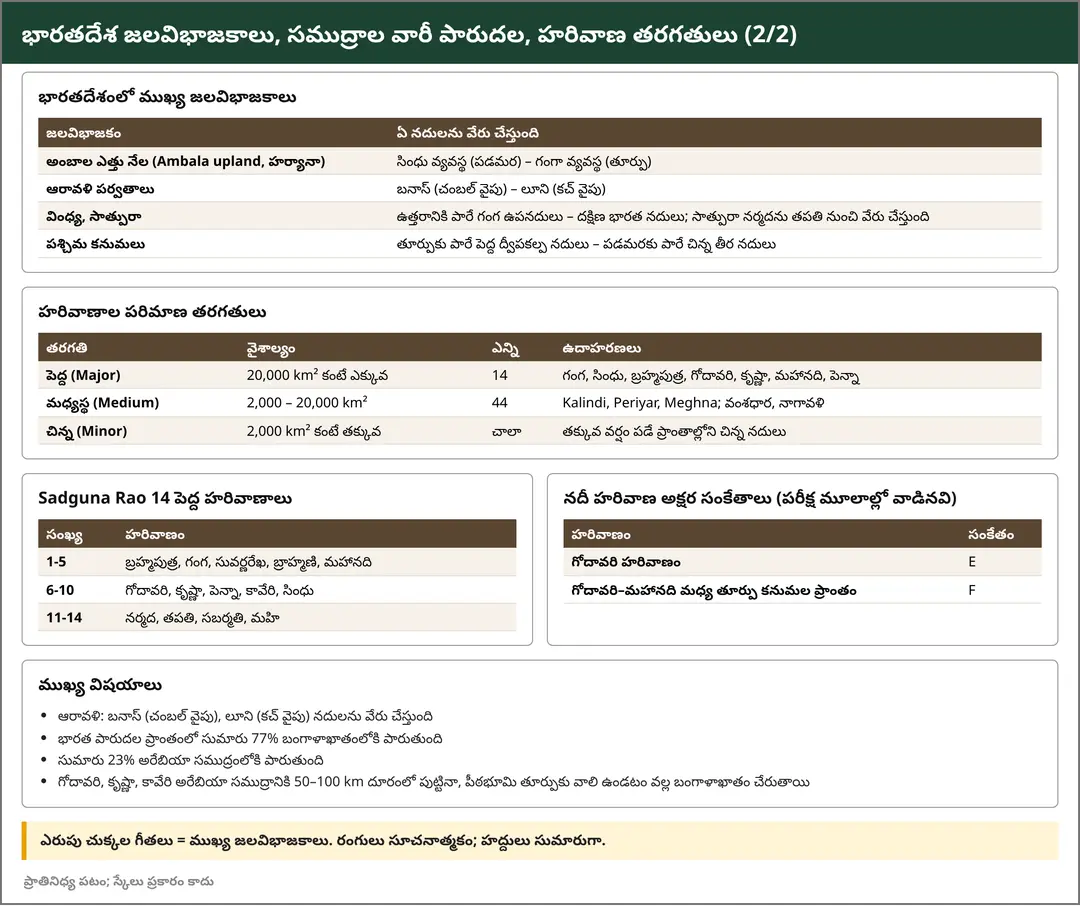 భారతదేశ జలవిభాజకాలు, సముద్రాల వారీ పారుదల, హరివాణ తరగతులు (2/2)
భారతదేశంలో ముఖ్య జలవిభాజకాలు
జలవిభాజకం ఏ నదులను వేరు చేస్తుంది
అంబాల ఎత్తు నేల (Ambala upland, హర్యానా) సింధు వ్యవస్థ (పడమర) – గంగా వ్యవస్థ (తూర్పు)
ఆరావళి పర్వతాలు బనాస్ (చంబల్ వైపు) – లూని (కచ్ వైపు)
వింధ్య, సాత్పురా ఉత్తరానికి పారే గంగ ఉపనదులు – దక్షిణ భారత నదులు; సాత్పురా నర్మదను తపతి నుంచి వేరు చేస్తుంది
పశ్చిమ కనుమలు తూర్పుకు పారే పెద్ద ద్వీపకల్ప నదులు – పడమరకు పారే చిన్న తీర నదులు
హరివాణాల పరిమాణ తరగతులు
తరగతి వైశాల్యం ఎన్ని ఉదాహరణలు
పెద్ద (Major) 20,000 km² కంటే ఎక్కువ 14 గంగ, సింధు, బ్రహ్మపుత్ర, గోదావరి, కృష్ణా, మహానది, పెన్నా
మధ్యస్థ (Medium) 2,000 – 20,000 km² 44 Kalindi, Periyar, Meghna; వంశధార, నాగావళి
చిన్న (Minor) 2,000 km² కంటే తక్కువ చాలా తక్కువ వర్షం పడే ప్రాంతాల్లోని చిన్న నదులు
Sadguna Rao 14 పెద్ద హరివాణాలు
సంఖ్య హరివాణం
1-5 బ్రహ్మపుత్ర, గంగ, సువర్ణరేఖ, బ్రాహ్మణి, మహానది
6-10 గోదావరి, కృష్ణా, పెన్నా, కావేరి, సింధు
11-14 నర్మద, తపతి, సబర్మతి, మహి
నదీ హరివాణ అక్షర సంకేతాలు (పరీక్ష మూలాల్లో వాడినవి)
హరివాణం సంకేతం
గోదావరి హరివాణం E
గోదావరి–మహానది మధ్య తూర్పు కనుమల ప్రాంతం F
ముఖ్య విషయాలు
• ఆరావళి: బనాస్ (చంబల్ వైపు), లూని (కచ్ వైపు) నదులను వేరు చేస్తుంది
• భారత పారుదల ప్రాంతంలో సుమారు 77% బంగాళాఖాతంలోకి పారుతుంది
• సుమారు 23% అరేబియా సముద్రంలోకి పారుతుంది
• గోదావరి, కృష్ణా, కావేరి అరేబియా సముద్రానికి 50–100 km దూరంలో పుట్టినా, పీఠభూమి తూర్పుకు వాలి ఉండటం వల్ల బంగాళాఖాతం చేరుతాయి
ఎరుపు చుక్కల గీతలు = ముఖ్య జలవిభాజకాలు. రంగులు సూచనాత్మకం; హద్దులు సుమారుగా.
ప్రాతినిధ్య పటం; స్కేలు ప్రకారం కాదు